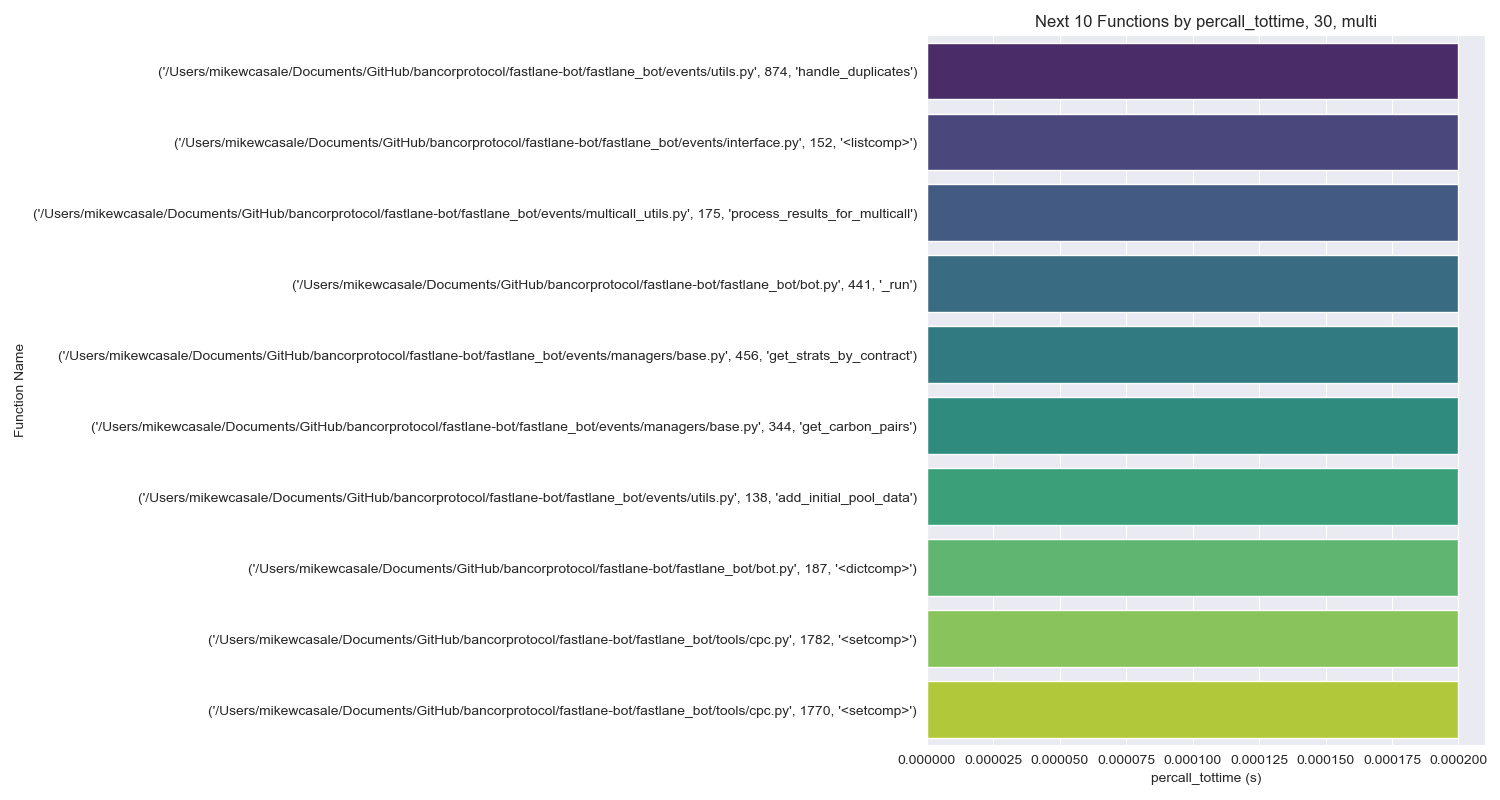 Next 10 Functions by percall_tottime, 30, multi
('/Users/mikewcasale/Documents/GitHub/bancorprotocol/fastlane-bot/fastlane_bot/events/utils.py', 874, 'handle_duplicates')
('/Users/mikewcasale/Documents/GitHub/bancorprotocol/fastlane-bot/fastlane_bot/events/interface.py', 152, '<listcomp>')
('/Users/mikewcasale/Documents/GitHub/bancorprotocol/fastlane-bot/fastlane_bot/events/multicall_utils.py', 175, 'process_results_for_multicall')
('/Users/mikewcasale/Documents/GitHub/bancorprotocol/fastlane-bot/fastlane_bot/bot.py', 441, '_run')
('/Users/mikewcasale/Documents/GitHub/bancorprotocol/fastlane-bot/fastlane_bot/events/managers/base.py', 456, 'get_strats_by_contract')
('/Users/mikewcasale/Documents/GitHub/bancorprotocol/fastlane-bot/fastlane_bot/events/managers/base.py', 344, 'get_carbon_pairs')
('/Users/mikewcasale/Documents/GitHub/bancorprotocol/fastlane-bot/fastlane_bot/events/utils.py', 138, 'add_initial_pool_data')
('/Users/mikewcasale/Documents/GitHub/bancorprotocol/fastlane-bot/fastlane_bot/bot.py', 187, '<dictcomp>')
('/Users/mikewcasale/Documents/GitHub/bancorprotocol/fastlane-bot/fastlane_bot/tools/cpc.py', 1782, '<setcomp>')
('/Users/mikewcasale/Documents/GitHub/bancorprotocol/fastlane-bot/fastlane_bot/tools/cpc.py', 1770, '<setcomp>')
Function Name
0.000000 0.000025 0.000050 0.000075 0.000100 0.000125 0.000150 0.000175 0.000200
percall_tottime (s)